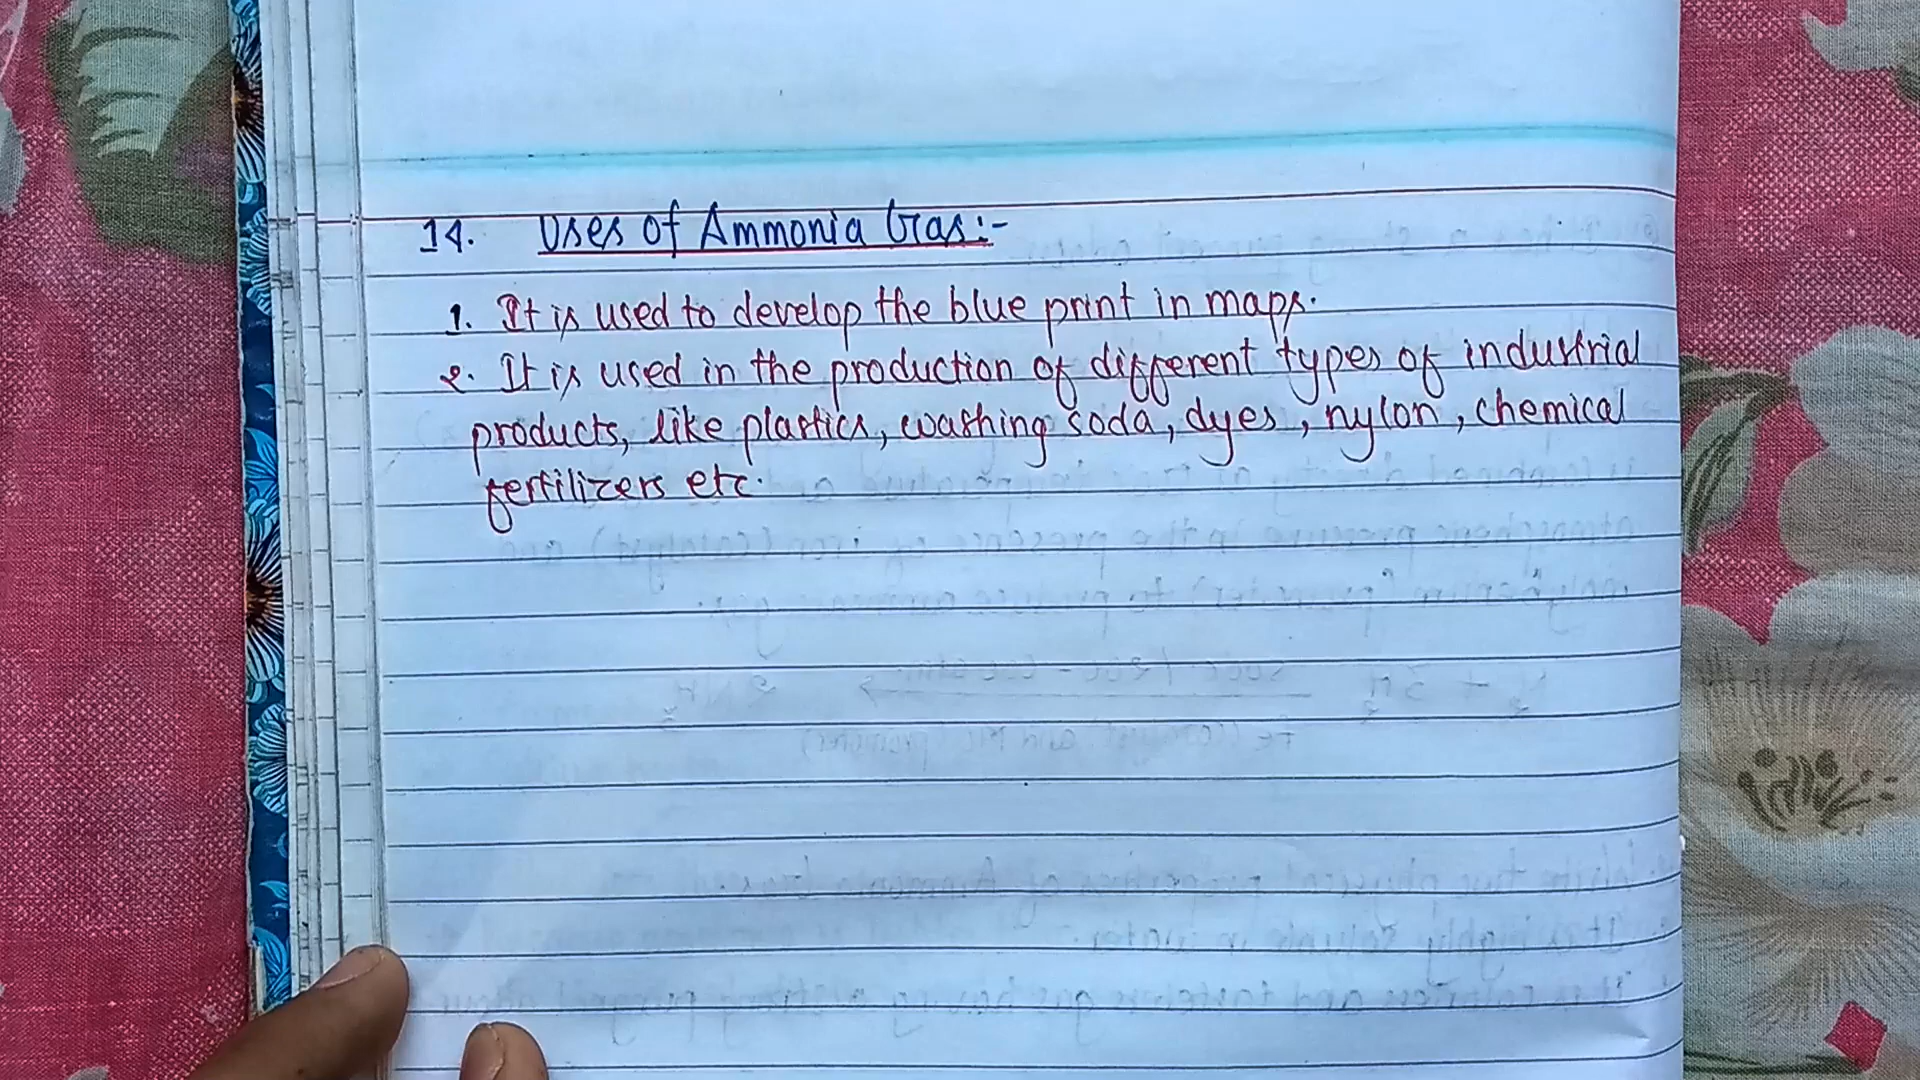 14. Uses of Ammonia Gas:-
1. It is used to develop the blue print in maps.
2. It is used in the production of different types of industrial
products, like plastics, washing soda, dyes, nylon, chemical
fertilizers etc.